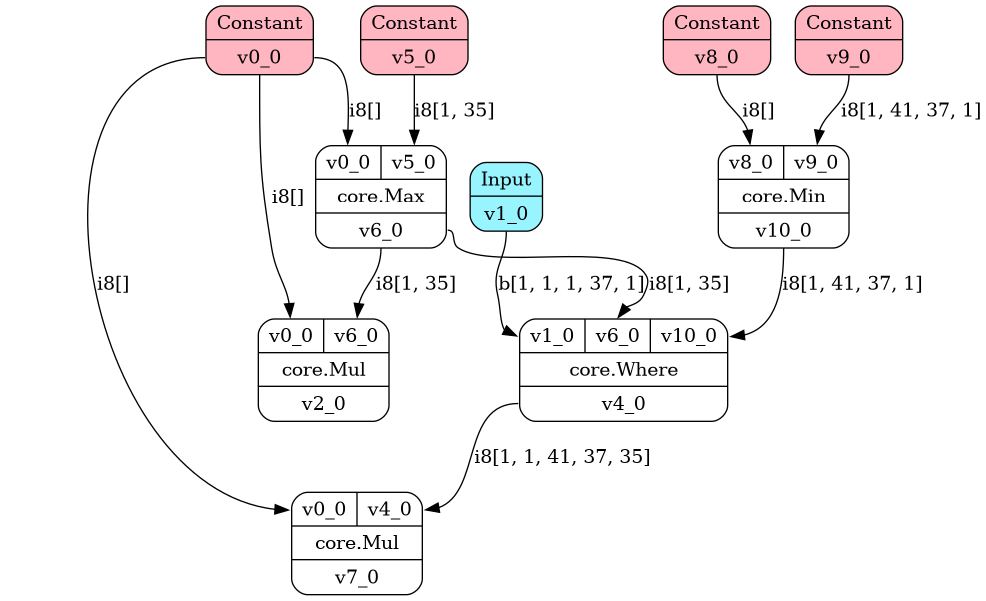 Constant
v0_0
Constant
v5_0
Constant
v8_0
Constant
v9_0
i8[]
i8[1, 35]
i8[]
i8[1, 41, 37, 1]
v0_0 v5_0
core.Max
v6_0
Input
v1_0
v8_0 v9_0
core.Min
v10_0
i8[]
i8[]
i8[1, 35]
b[1, 1, 1, 37, 1]
i8[1, 35]
i8[1, 41, 37, 1]
v0_0 v6_0
core.Mul
v2_0
v1_0 v6_0 v10_0
core.Where
v4_0
i8[1, 1, 41, 37, 35]
v0_0 v4_0
core.Mul
v7_0